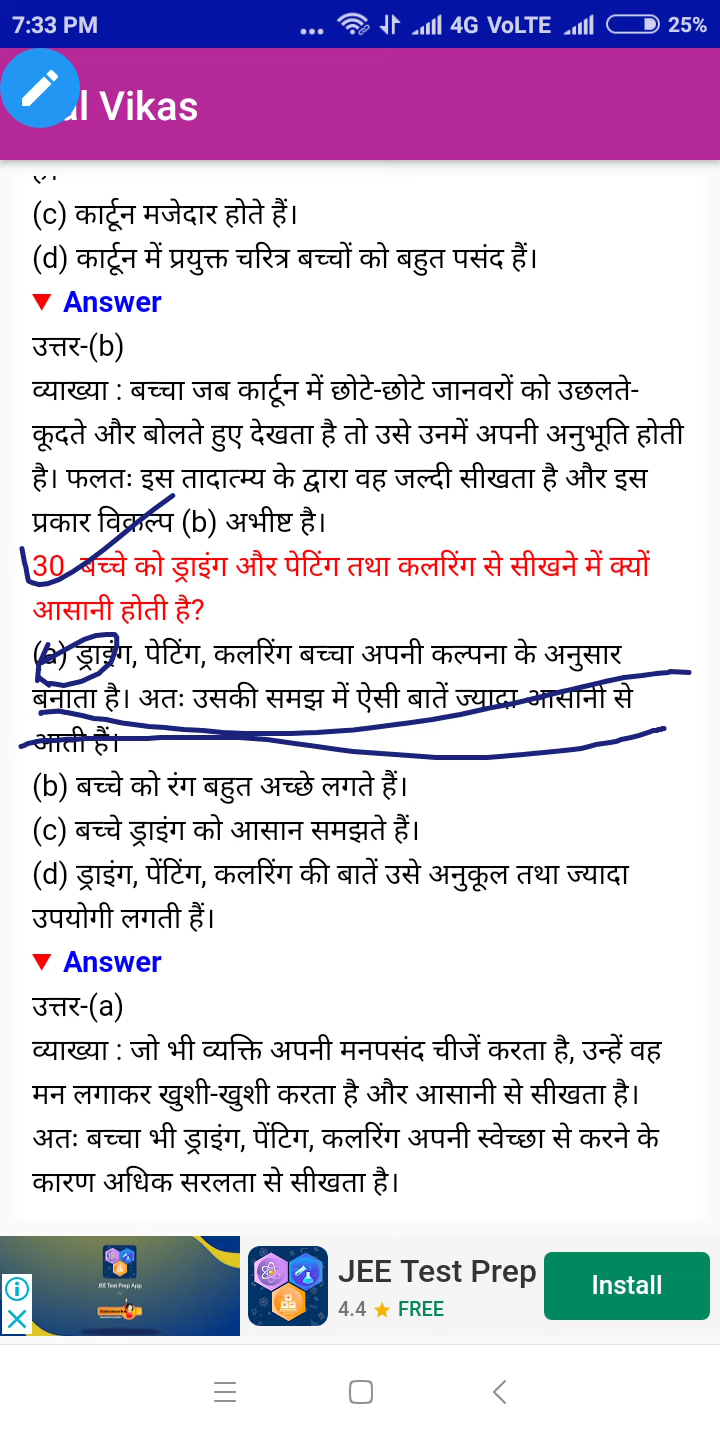 7:33 PM ... 4G VoLTE 25%
al Vikas
(c) कार्टून मजेदार होते हैं।
(d) कार्टून में प्रयुक्त चरित्र बच्चों को बहुत पसंद हैं।
▼ Answer
उत्तर-(b)
व्याख्या : बच्चा जब कार्टून में छोटे-छोटे जानवरों को उछलते-
कूदते और बोलते हुए देखता है तो उसे उनमें अपनी अनुभूति होती
है। फलतः इस तादात्म्य के द्वारा वह जल्दी सीखता है और इस
प्रकार विकल्प (b) अभीष्ट है।
30. बच्चे को ड्राइंग और पेटिंग तथा कलरिंग से सीखने में क्यों
आसानी होती है?
(a) ड्राइंग, पेटिंग, कलरिंग बच्चा अपनी कल्पना के अनुसार
बनाता है। अतः उसकी समझ में ऐसी बातें ज्यादा आसानी से
आती हैं।
(b) बच्चे को रंग बहुत अच्छे लगते हैं।
(c) बच्चे ड्राइंग को आसान समझते हैं।
(d) ड्राइंग, पेंटिंग, कलरिंग की बातें उसे अनुकूल तथा ज्यादा
उपयोगी लगती हैं।
▼ Answer
उत्तर-(a)
व्याख्या : जो भी व्यक्ति अपनी मनपसंद चीजें करता है, उन्हें वह
मन लगाकर खुशी-खुशी करता है और आसानी से सीखता है।
अतः बच्चा भी ड्राइंग, पेंटिग, कलरिंग अपनी स्वेच्छा से करने के
कारण अधिक सरलता से सीखता है।
JEE Test Prep App
JEE Test Prep
4.4 ★ FREE
Install